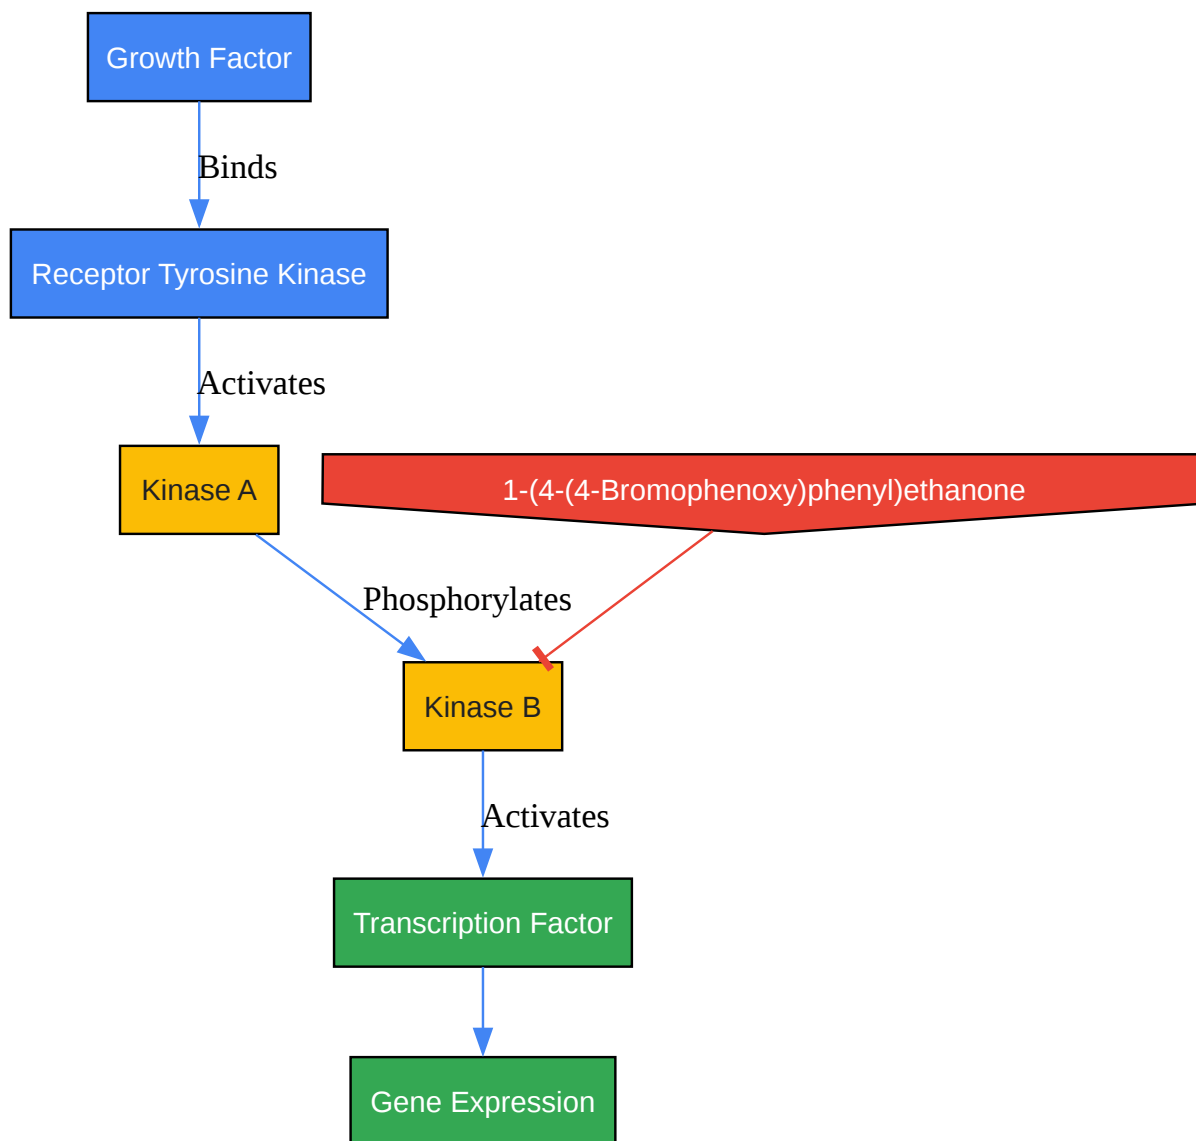 Growth Factor
Binds
Receptor Tyrosine Kinase
Activates
Kinase A
1-(4-(4-Bromophenoxy)phenyl)ethanone
Phosphorylates
Kinase B
Activates
Transcription Factor
Gene Expression